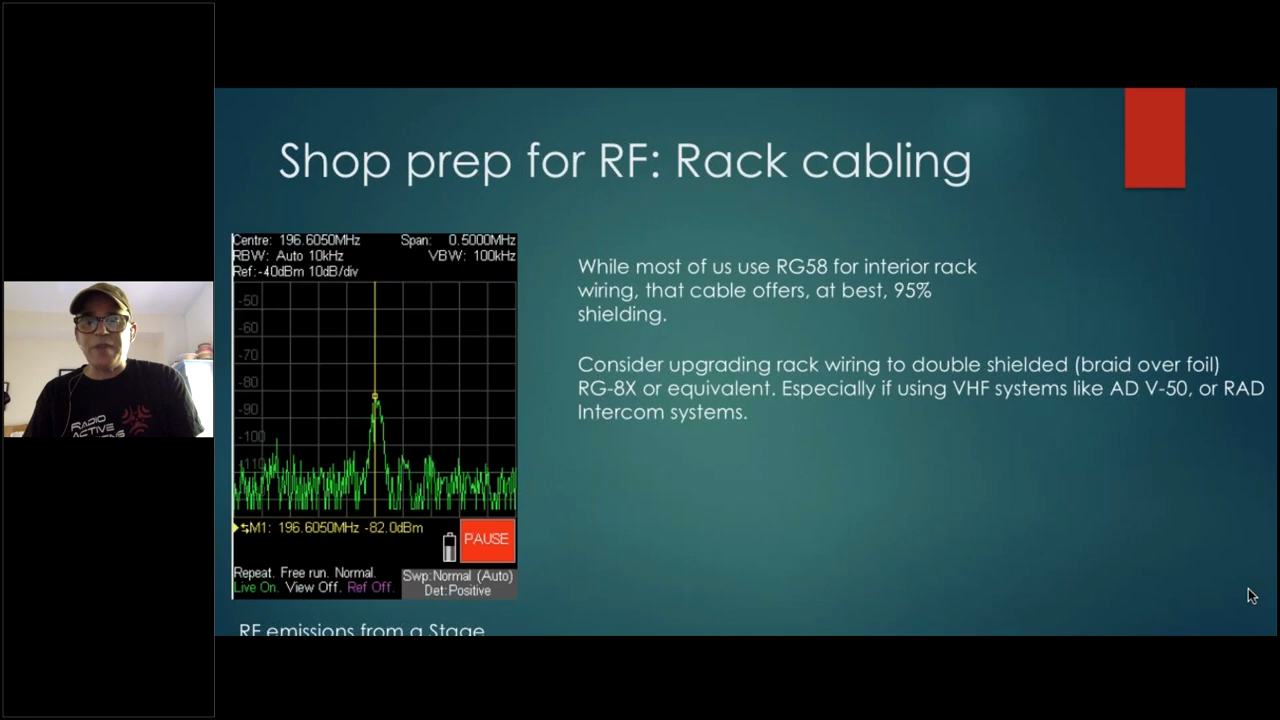 Shop prep for RF: Rack cabling
Centre: 196.6050MHz Span: 0.5000MHz
RBW: Auto 10kHz VBW: 100kHz
Ref:-40dBm 10dB/div
-50
-60
-70
-80
-90
-100
-110
M1: 196.6050MHz -82.0dBm
PAUSE
Repeat. Free run. Normal. Swp:Normal (Auto)
Live On. View Off. Ref Off. Det:Positive
RF emissions from a Stage
While most of us use RG58 for interior rack
wiring, that cable offers, at best, 95%
shielding.
Consider upgrading rack wiring to double shielded (braid over foil)
RG-8X or equivalent. Especially if using VHF systems like AD V-50, or RAD
Intercom systems.
RADIO
ACTIVE